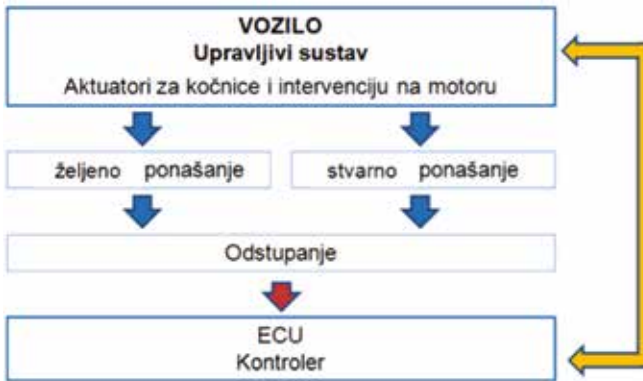 VOZILO
Upravljivi sustav
Aktuatori za kočnice i intervenciju na motoru
željeno ponašanje
stvarno ponašanje
Odstupanje
ECU
Kontroler